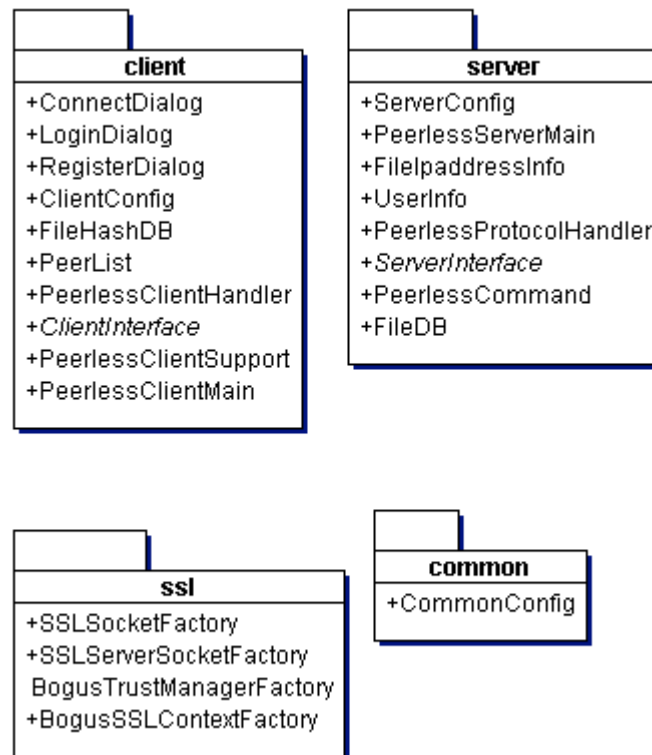 client
+ConnectDialog
+LoginDialog
+RegisterDialog
+ClientConfig
+FileHashDB
+PeerList
+PeerlessClientHandler
+ClientInterface
+PeerlessClientSupport
+PeerlessClientMain
server
+ServerConfig
+PeerlessServerMain
+FileIpaddressInfo
+UserInfo
+PeerlessProtocolHandler
+ServerInterface
+PeerlessCommand
+FileDB
ssl
+SSLSocketFactory
+SSLServerSocketFactory
BogusTrustManagerFactory
+BogusSSLContextFactory
common
+CommonConfig